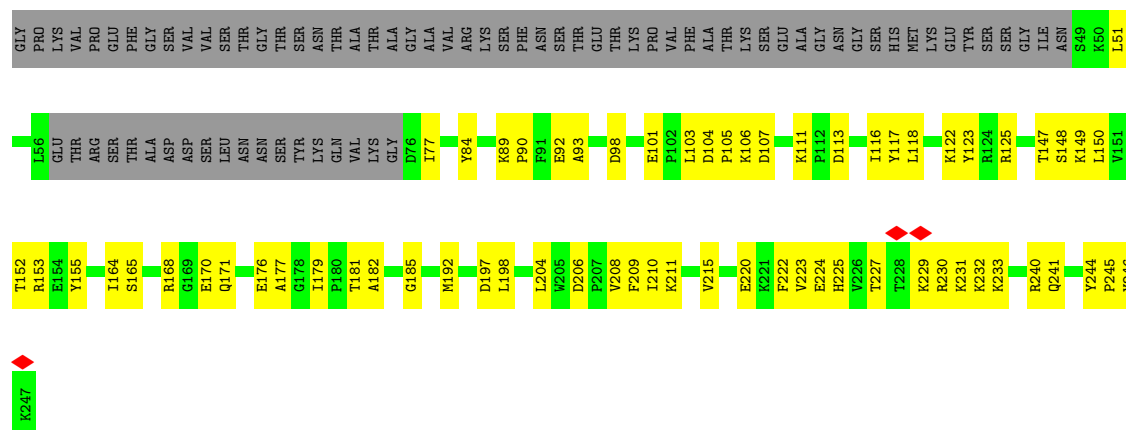 GLY PRO LYS VAL PRO GLU PHE GLY SER VAL VAL SER THR GLY THR SER ASN THR ALA THR ALA GLY ALA VAL ARG LYS SER PHE ASN SER THR GLU THR LYS PRO VAL PHE ALA THR LYS SER GLU ALA GLY ASN GLY SER HIS MET LYS GLU TYR SER SER GLY ILE ASN S49 K50 L51
L56 GLU THR ARG SER THR ALA ASP ASP SER LEU ASN ASN SER TYR LYS GLN VAL LYS GLY D76 I77 Y84 K89 P90 F91 E92 A93 D98 E101 P102 L103 D104 P105 K106 D107 K111 P112 D113 I116 Y117 L118 K122 Y123 R124 R125 T147 S148 K149 L150 V151
T152 R153 E154 Y155 I164 S165 R168 G169 E170 Q171 E176 A177 G178 I179 P180 T181 A182 G185 M192 D197 L198 L204 W205 D206 P207 V208 F209 I210 K211 V215 E220 K221 F222 V223 E224 H225 V226 T227 T228 K229 R230 K231 K232 K233 R240 Q241 Y244 P245
K247